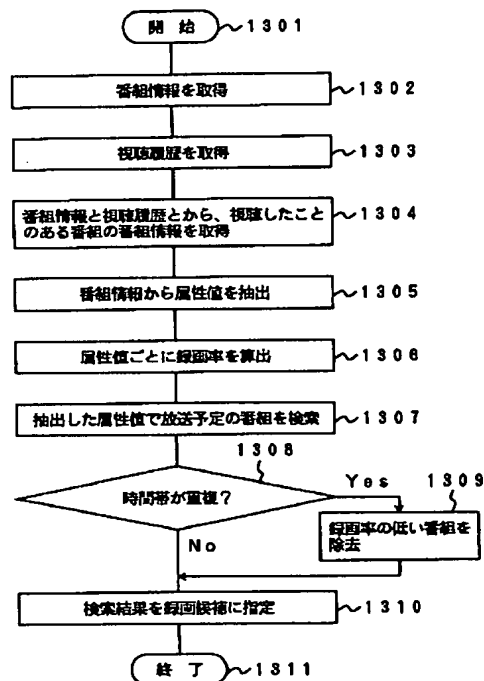 開始 1301
番組情報を取得 1302
視聴履歴を取得 1303
番組情報と視聴履歴とから、視聴したこと
のある番組の番組情報を取得 1304
番組情報から属性値を抽出 1305
属性値ごとに録画率を算出 1306
抽出した属性値で放送予定の番組を検索 1307
1308
時間帯が重複?
Yes
1309
録画率の低い番組を
除去
No
検索結果を録画候補に指定 1310
終了 1311